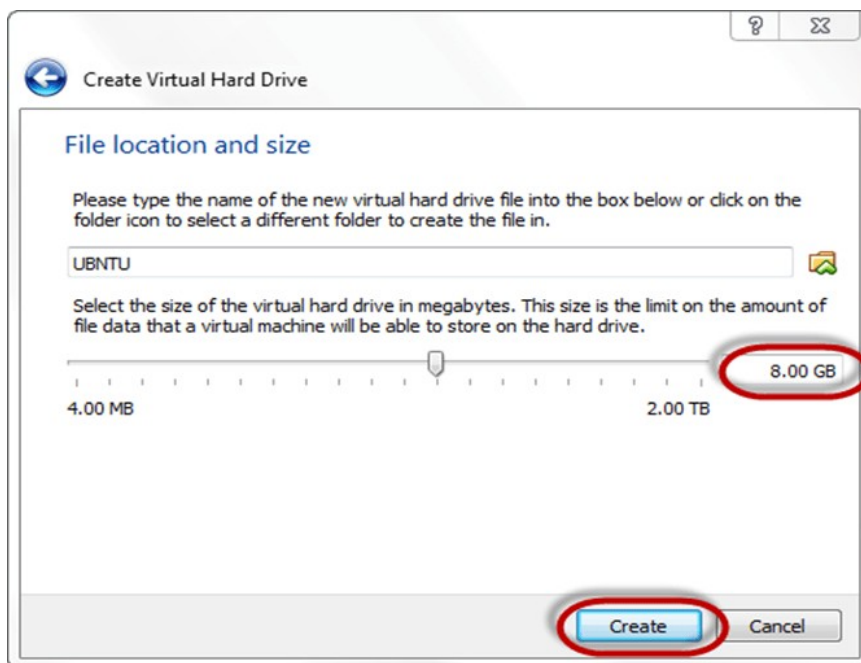 Create Virtual Hard Drive
File location and size
Please type the name of the new virtual hard drive file into the box below or click on the
folder icon to select a different folder to create the file in.
UBNTU
Select the size of the virtual hard drive in megabytes. This size is the limit on the amount of
file data that a virtual machine will be able to store on the hard drive.
8.00 GB
4.00 MB
2.00 TB
Create
Cancel